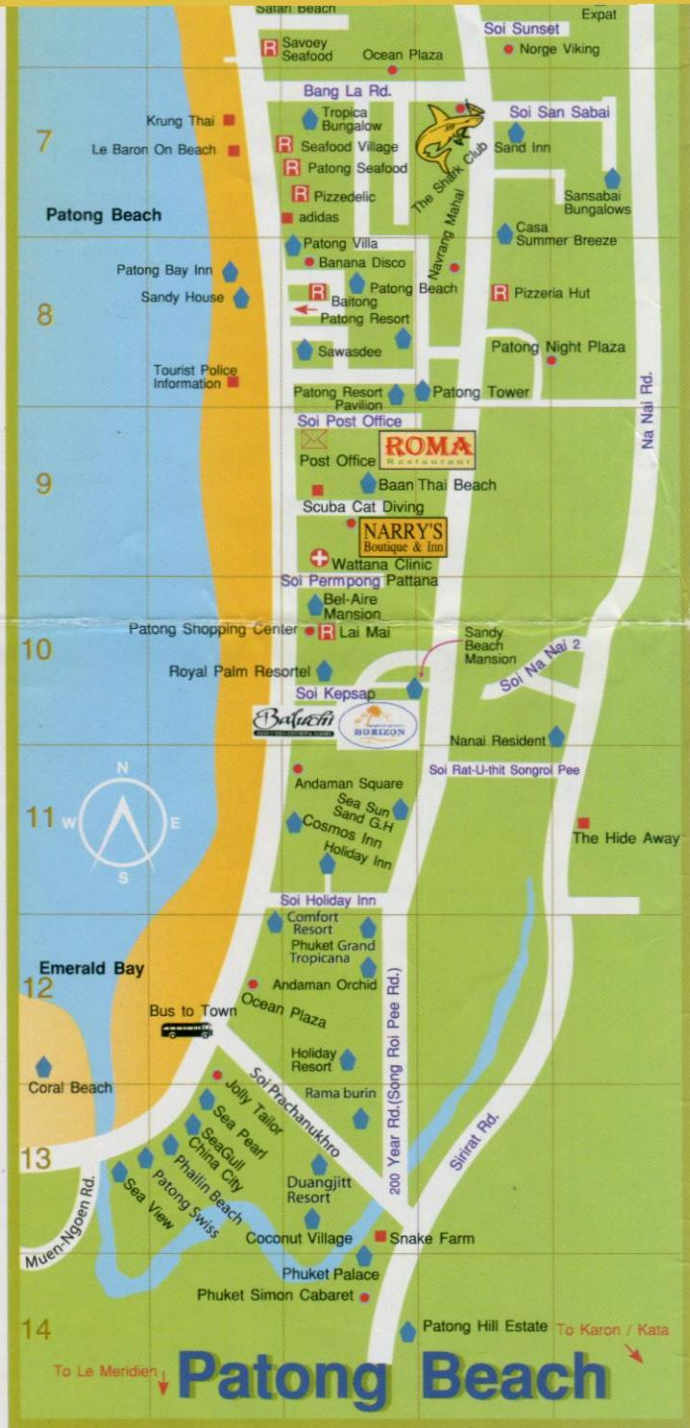 Safari Beach
Expat
Soi Sunset
Savoey
Seafood
R
Norge Viking
Ocean Plaza
Bang La Rd.
Krung Thai
Tropica
Bungalow
Soi San Sabai
7
Le Baron On Beach
R
Seafood Village
Sand Inn
The Shark Club
R
Patong Seafood
R
Pizzedelic
Sansabai
Bungalows
Patong Beach
adidas
Navrang Mahal
Casa
Summer Breeze
Patong Villa
Banana Disco
Patong Bay Inn
Patong Beach
Sandy House
R
Baitong
R
Pizzeria Hut
8
Patong Resort
Sawasdee
Patong Night Plaza
Tourist Police
Information
Patong Resort
Pavilion
Patong Tower
Na Nai Rd.
Soi Post Office
ROMA
Restaurant
Post Office
9
Baan Thai Beach
Scuba Cat Diving
NARRY'S
Boutique & Inn
Wattana Clinic
Soi Permpong Pattana
Bel-Aire
Mansion
Patong Shopping Center
R
Lai Mai
Sandy
Beach
Mansion
10
Soi Na Nai 2
Royal Palm Resortel
Soi Kepsap
Baluchi
HORIZON
Nanai Resident
Soi Rat-U-thit Songroi Pee
N
W
E
S
Andaman Square
Sea Sun
Sand G.H
11
Cosmos Inn
The Hide Away
Holiday Inn
Soi Holiday Inn
Comfort
Resort
Phuket Grand
Tropicana
Emerald Bay
12
Andaman Orchid
Ocean Plaza
Bus to Town
200 Year Rd.(Song Roi Pee Rd.)
Holiday
Resort
Coral Beach
Soi Prachanukhro
Rama burin
Jolly Tailor
Sea Pearl
SeaGull
China City
Phailin Beach
Patong Swiss
Sea View
13
Sirirat Rd.
Duangjitt
Resort
Muen-Ngoen Rd.
Coconut Village
Snake Farm
Phuket Palace
Phuket Simon Cabaret
14
Patong Hill Estate
To Karon / Kata
To Le Meridien
Patong Beach